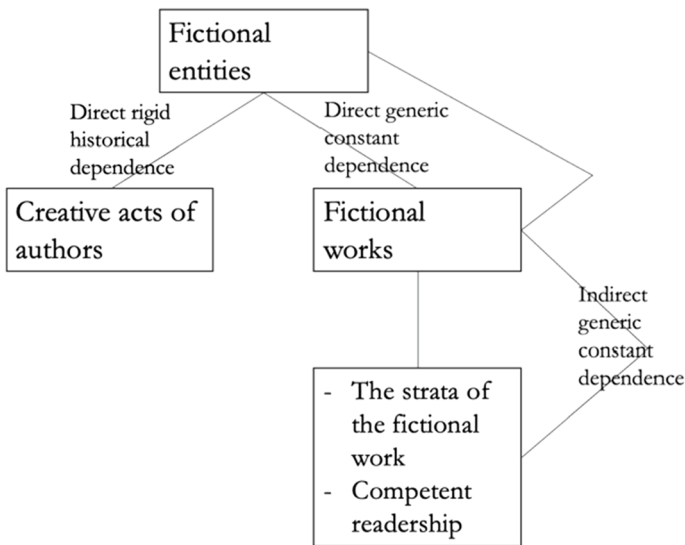 Fictional
entities
Direct rigid
historical
dependence
Direct generic
constant
dependence
Creative acts of
authors
Fictional
works
Indirect
generic
constant
dependence
- The strata of
the fictional
work
- Competent
readership